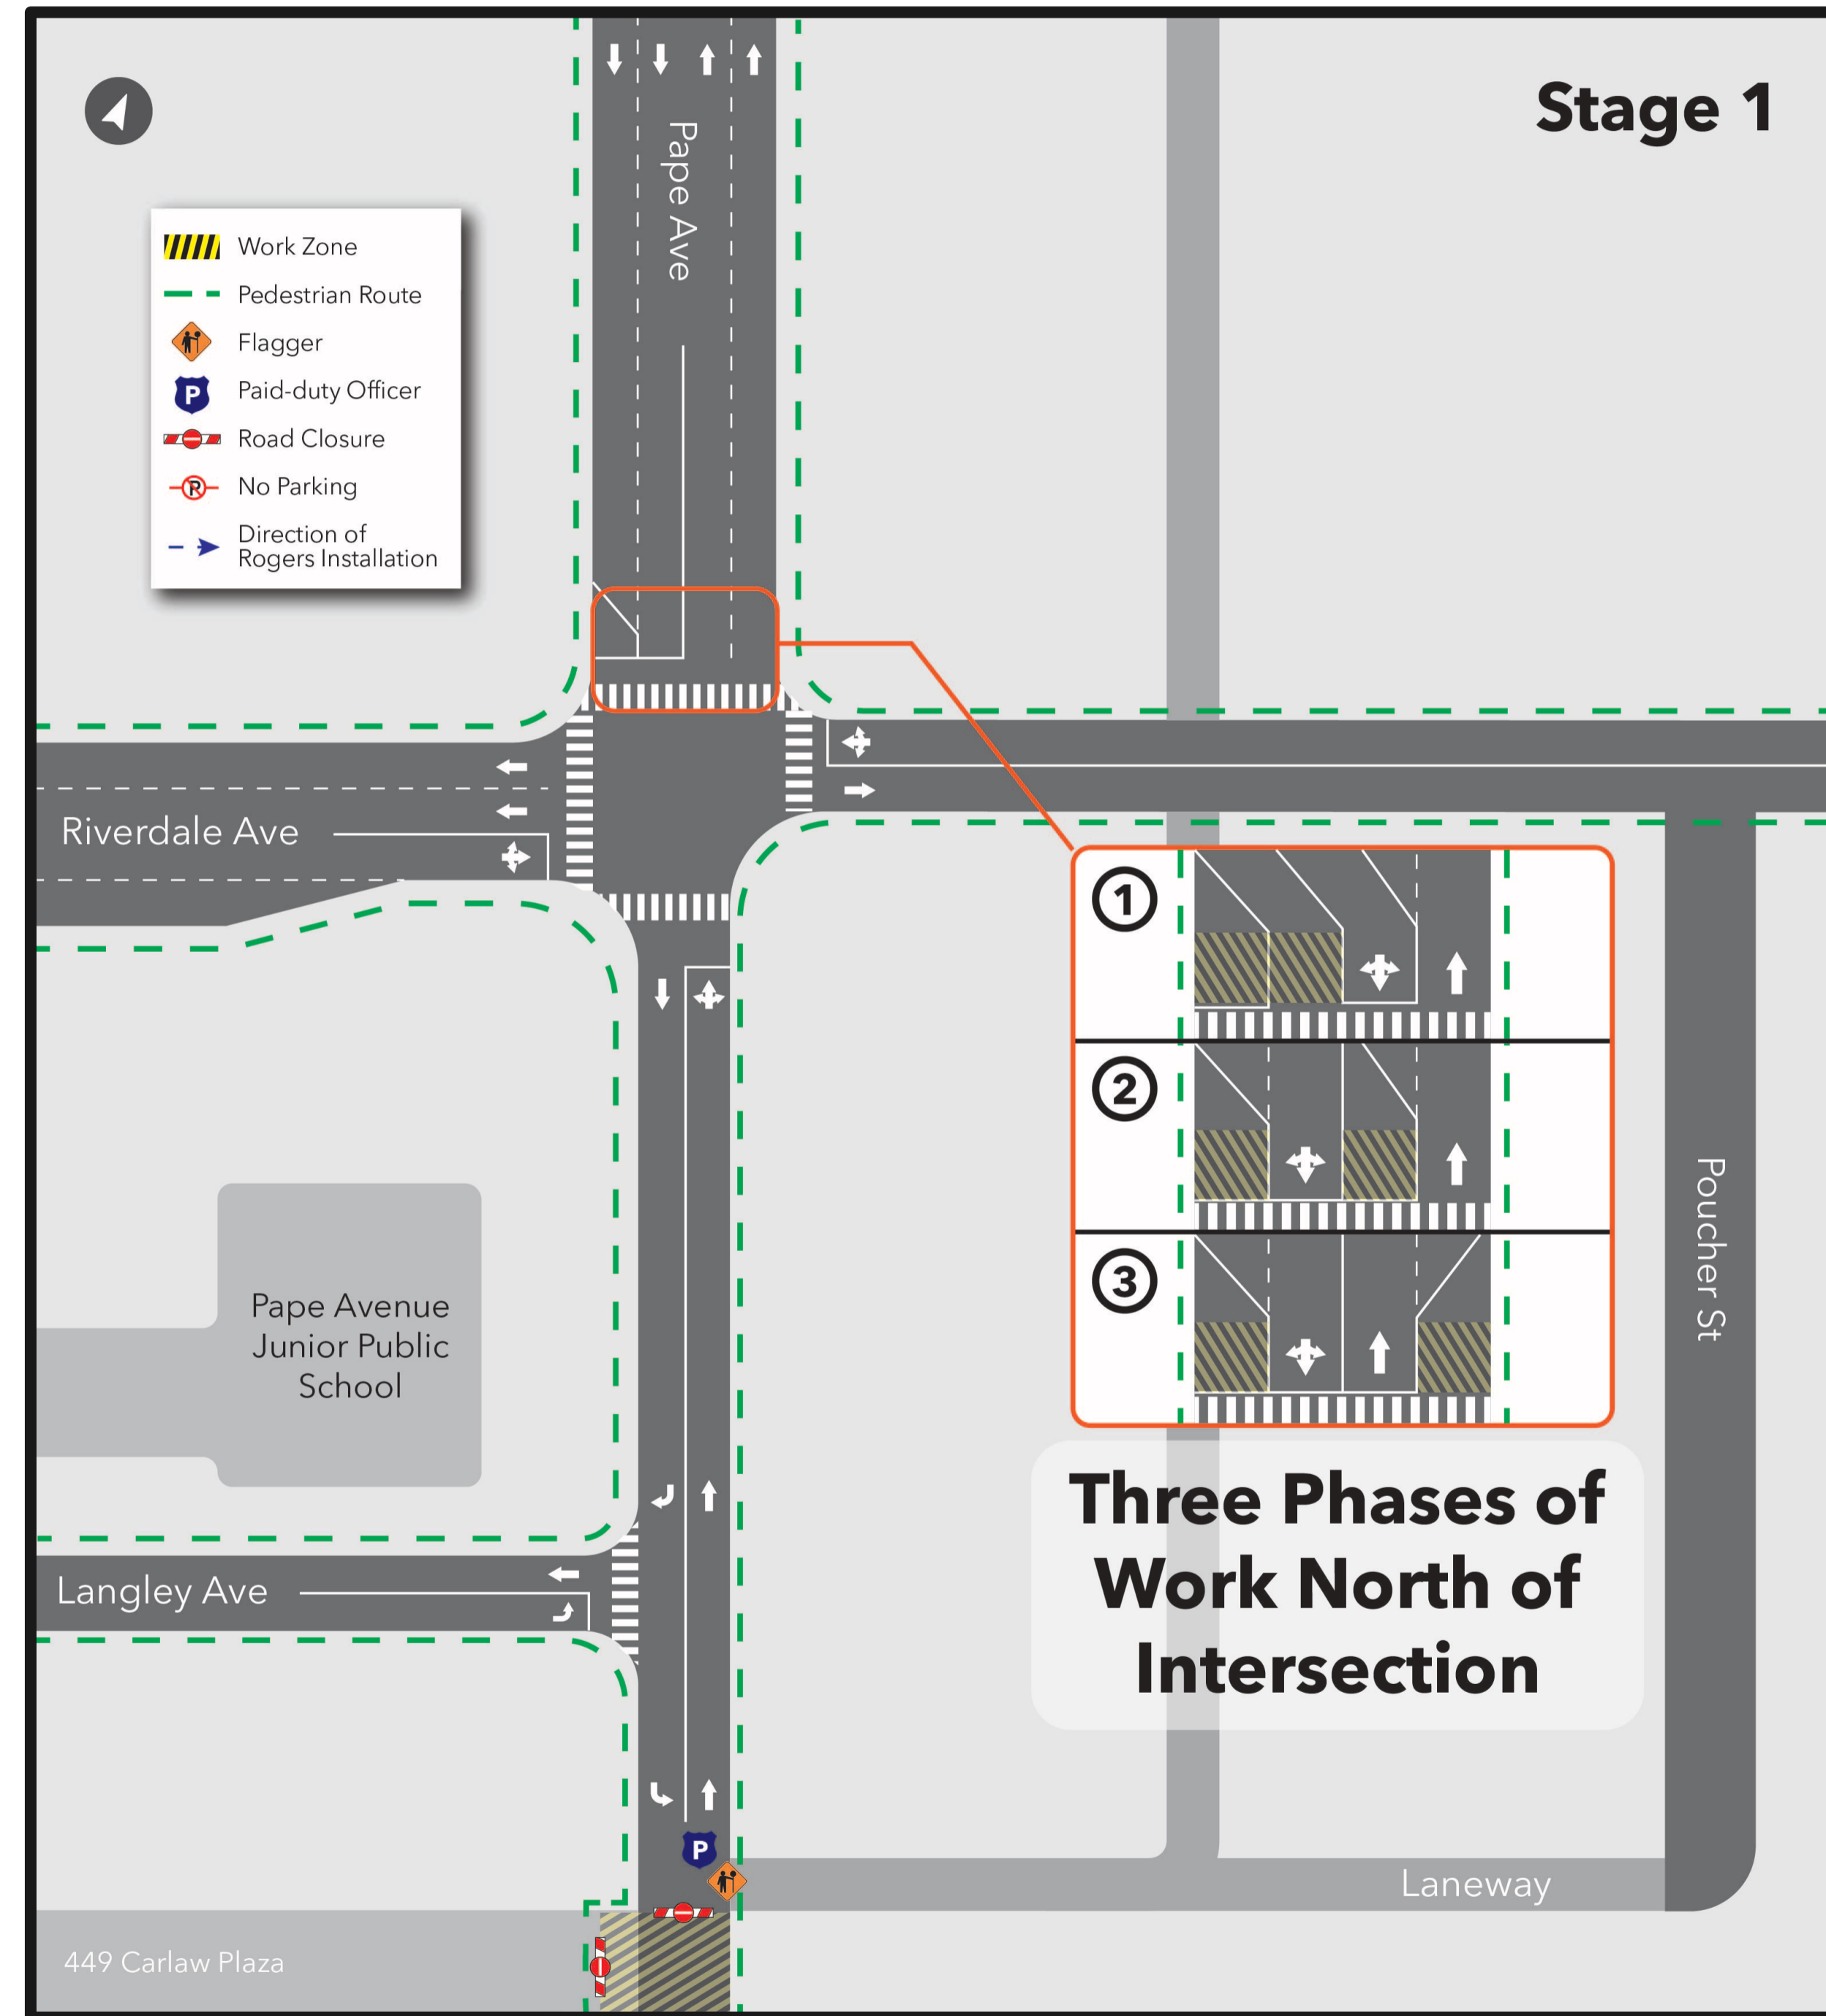 Stage 1
Pape Ave
Work Zone
Pedestrian Route
Flagger
P
Paid-duty Officer
Road Closure
P
No Parking
Direction of
Rogers Installation
Riverdale Ave
1
2
3
Poucher St
Pape Avenue
Junior Public
School
Three Phases of
Work North of
Intersection
Langley Ave
P
Laneway
449 Carlaw Plaza